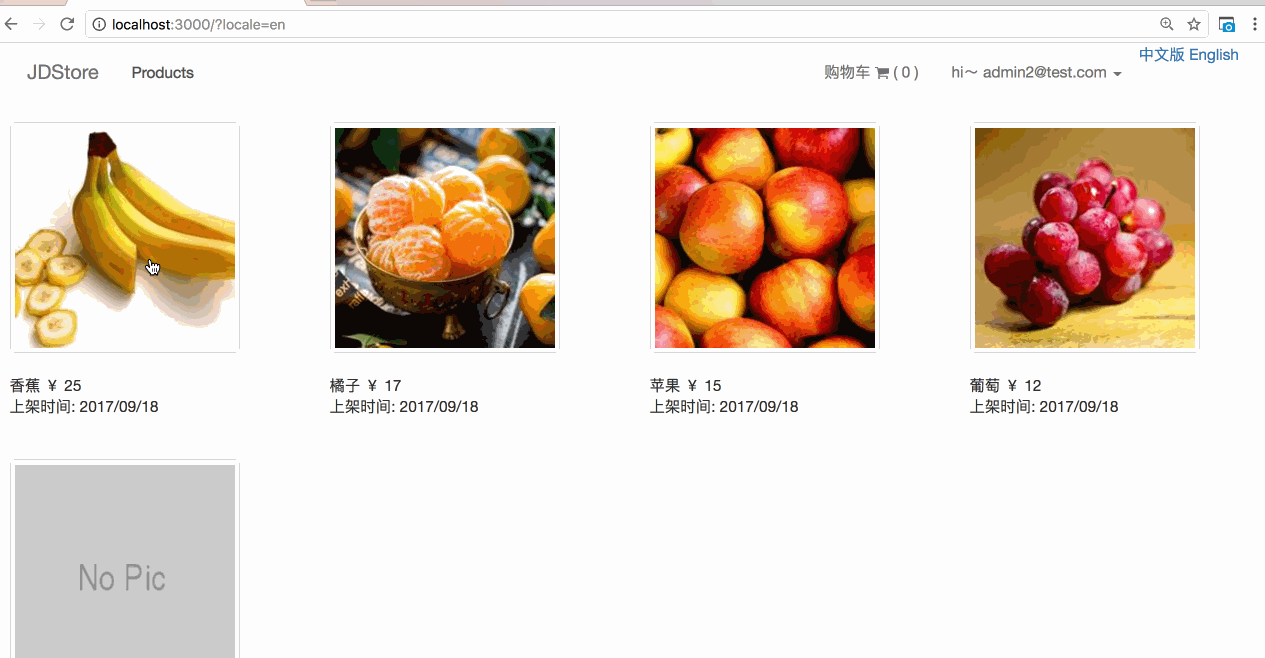 localhost:3000/?locale=en
中文版 English
JDStore Products 购物车 ( 0 ) hi～ admin2@test.com
香蕉 ￥ 25
上架时间: 2017/09/18
橘子 ￥ 17
上架时间: 2017/09/18
苹果 ￥ 15
上架时间: 2017/09/18
葡萄 ￥ 12
上架时间: 2017/09/18
No Pic